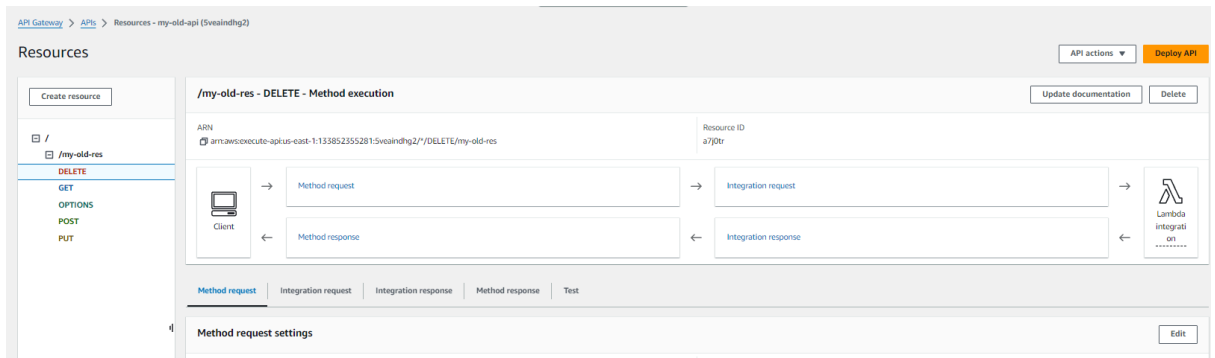 API Gateway > APIs > Resources - my-old-api (5veaindhg2)
Resources
API actions ▼
Deploy API
Create resource
/
/my-old-res
DELETE
GET
OPTIONS
POST
PUT
/my-old-res - DELETE - Method execution
Update documentation
Delete
ARN
arn:aws:execute-api:us-east-1:133852355281:5veaindhg2/*/DELETE/my-old-res
Resource ID
a7j0tr
Client
Method request
Integration request
Method response
Integration response
Lambda
integrati
on
Method request
Integration request
Integration response
Method response
Test
Method request settings
Edit